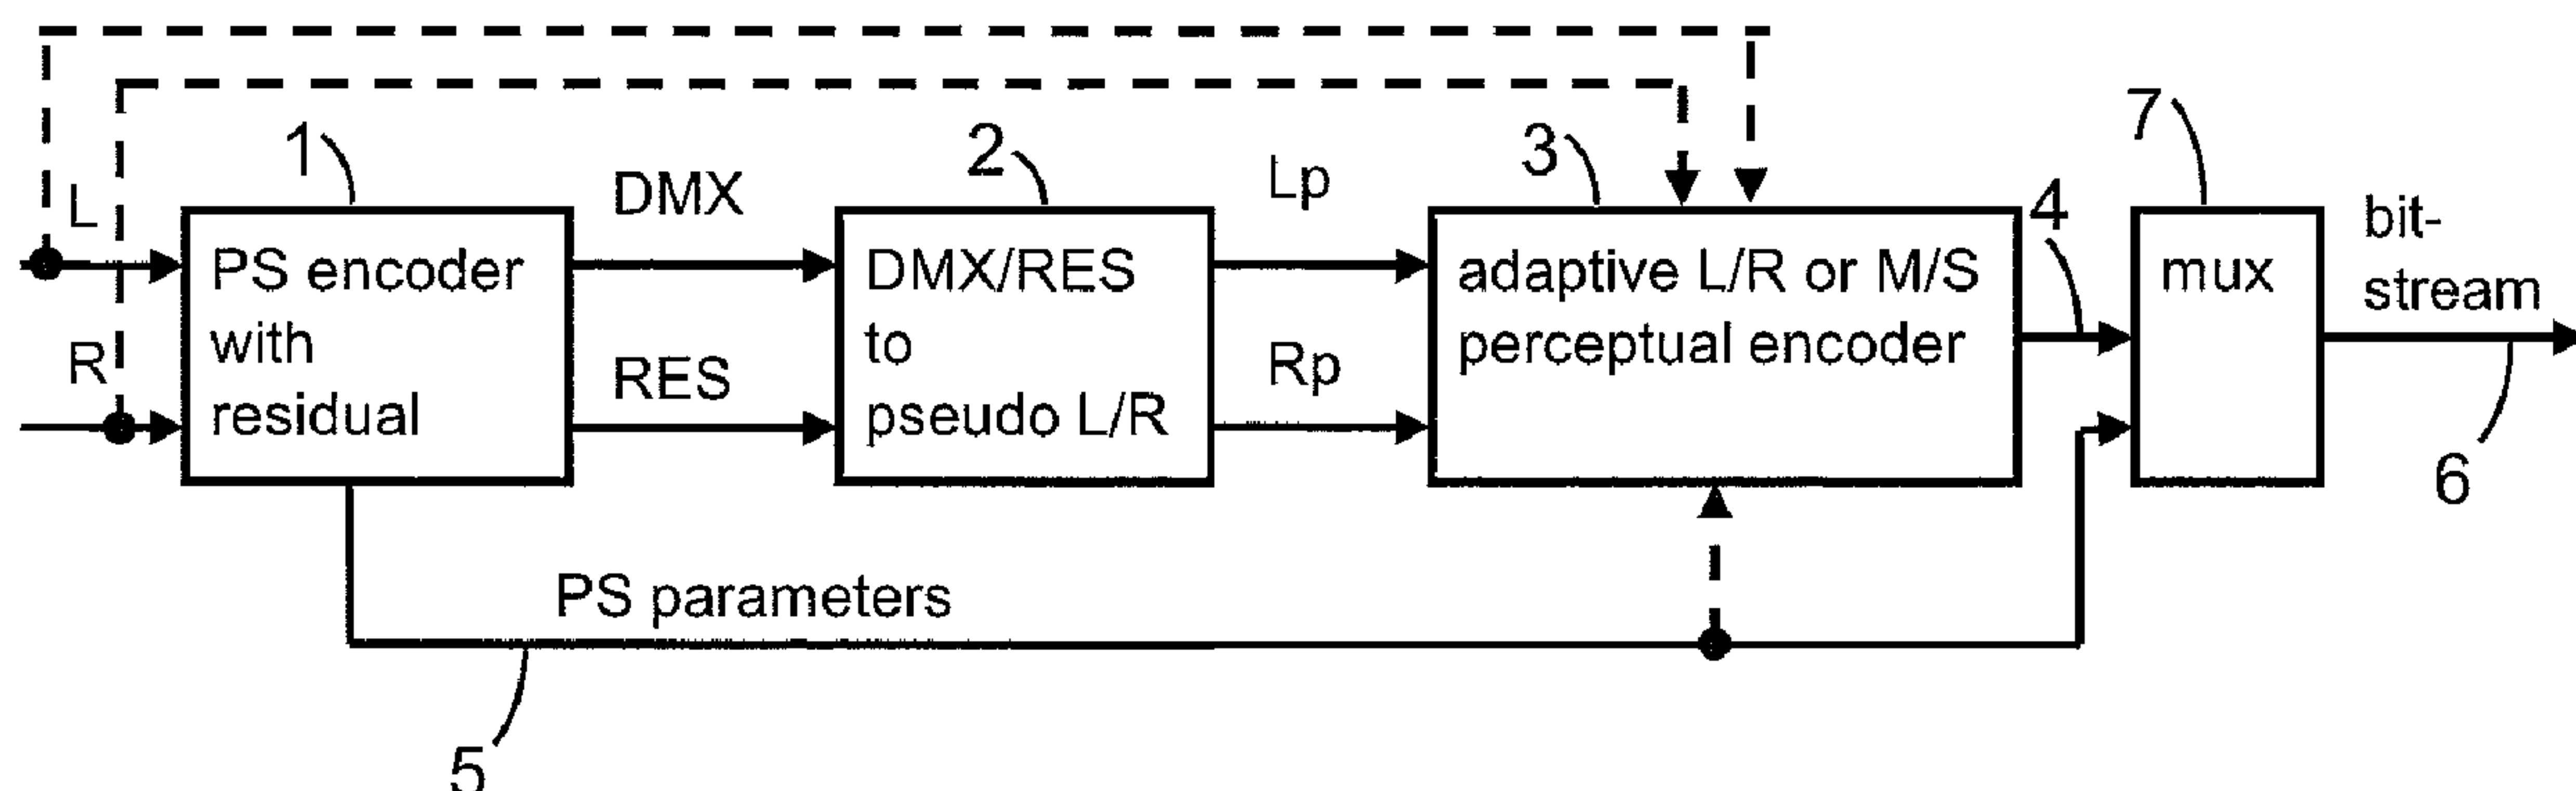 1
2
3
4
7
L
R
PS encoder
with
residual
DMX
RES
DMX/RES
to
pseudo L/R
Lp
Rp
adaptive L/R or M/S
perceptual encoder
mux
bit-
stream
6
PS parameters
5